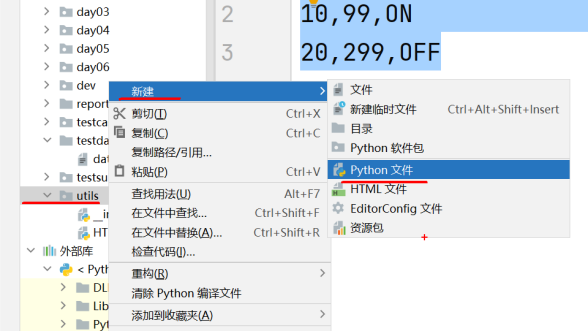 day03
day04
day05
day06
dev
report
testca
testda
dat
testsu
utils
__in
HT
外部库
< Pyth
DL
Lib
Pyt
2
10,99,ON
3
20,299,OFF
新建
剪切(T) Ctrl+X
复制(C) Ctrl+C
复制路径/引用...
粘贴(P) Ctrl+V
查找用法(U) Alt+F7
在文件中查找... Ctrl+Shift+F
在文件中替换(A)... Ctrl+Shift+R
检查代码(I)...
重构(R)
清除 Python 编译文件
添加到收藏夹(A)
文件
新建临时文件 Ctrl+Alt+Shift+Insert
目录
Python 软件包
Python 文件
HTML 文件
EditorConfig 文件
资源包